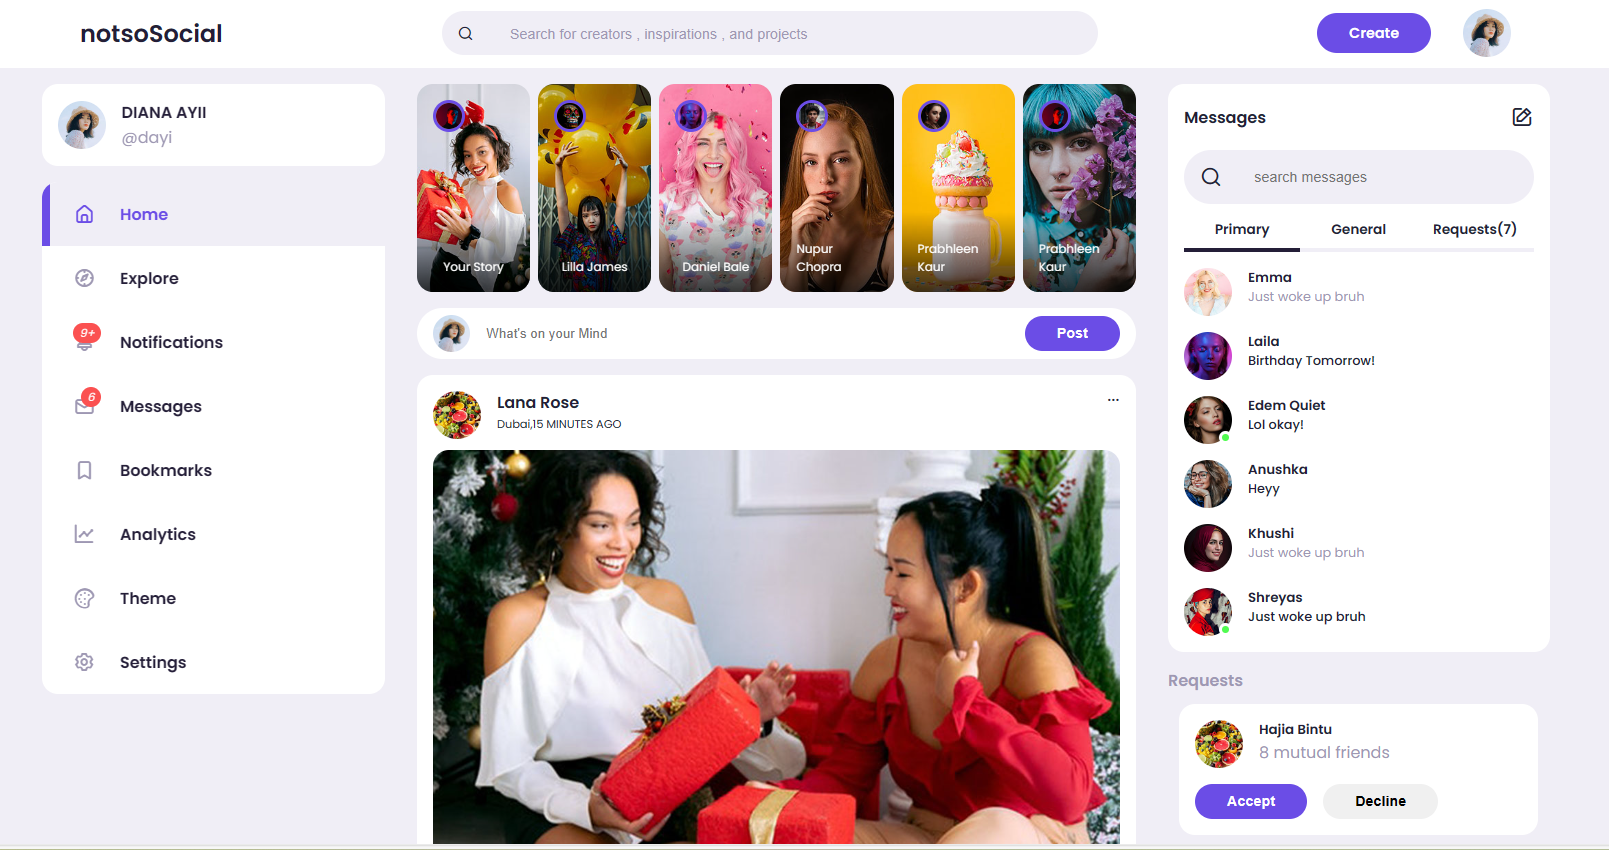 notsoSocial
Search for creators , inspirations , and projects
Create
DIANA AYII
@dayi
Home
Explore
9+
Notifications
6
Messages
Bookmarks
Analytics
Theme
Settings
Your Story
Lilla James
Daniel Bale
Nupur
Chopra
Prabhleen
Kaur
Prabhleen
Kaur
What's on your Mind
Post
Lana Rose
Dubai,15 MINUTES AGO
Messages
search messages
Primary
General
Requests(7)
Emma
Just woke up bruh
Laila
Birthday Tomorrow!
Edem Quiet
Lol okay!
Anushka
Heyy
Khushi
Just woke up bruh
Shreyas
Just woke up bruh
Requests
Hajia Bintu
8 mutual friends
Accept
Decline